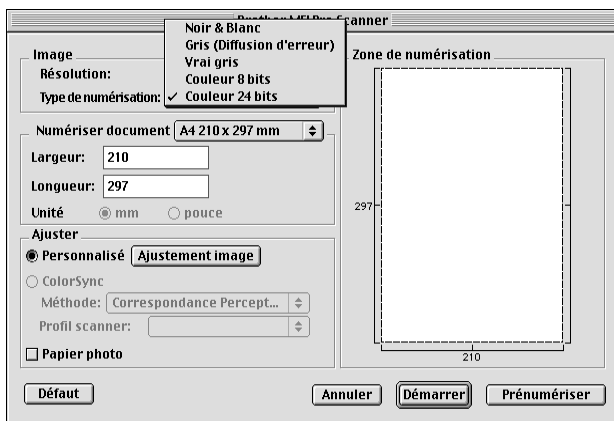 Scanner
Noir & Blanc
Gris (Diffusion d'erreur)
Vrai gris
Couleur 8 bits
✓ Couleur 24 bits
Image
Résolution:
Type de numérisation:
Numériser document A4 210 x 297 mm
Largeur: 210
Longueur: 297
Unité mm pouce
Ajuster
Personnalisé Ajustement image
ColorSync
Méthode: Correspondance Percept...
Profil scanner:
Papier photo
Zone de numérisation
297
210
Défaut
Annuler
Démarrer
Prénumériser